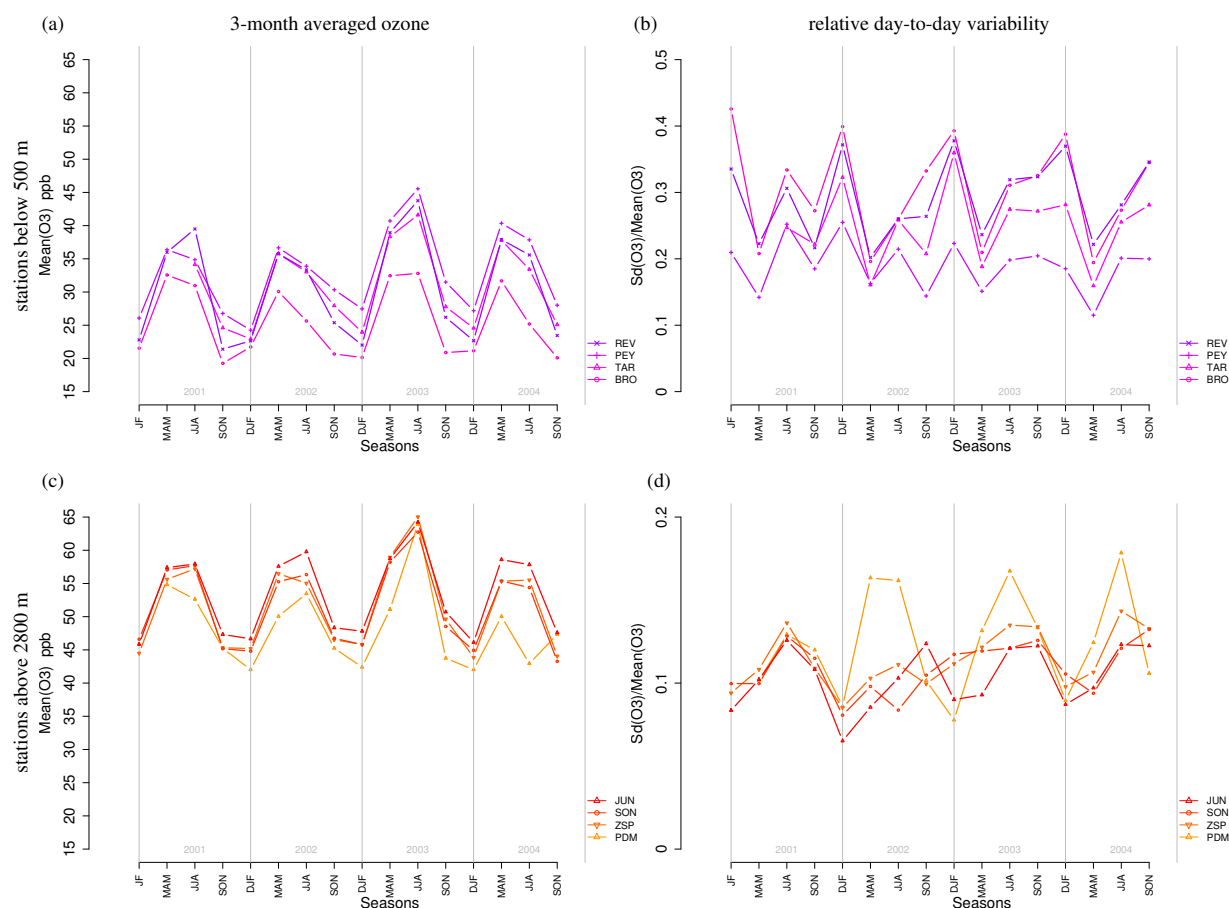 (a) 3-month averaged ozone
(b) relative day-to-day variability
stations below 500 m
Mean(O3) ppb
65
60
55
50
45
40
35
30
25
20
15
REV
PEY
TAR
BRO
2001 2002 2003 2004
JF MAM JJA SON DJF MAM JJA SON DJF MAM JJA SON DJF MAM JJA SON
Seasons
Sd(O3)/Mean(O3)
0.5
0.4
0.3
0.2
0.1
0
REV
PEY
TAR
BRO
2001 2002 2003 2004
JF MAM JJA SON DJF MAM JJA SON DJF MAM JJA SON DJF MAM JJA SON
Seasons
(c)
(d)
stations above 2800 m
Mean(O3) ppb
65
60
55
50
45
40
35
30
25
20
15
JUN
SON
ZSP
PDM
2001 2002 2003 2004
JF MAM JJA SON DJF MAM JJA SON DJF MAM JJA SON DJF MAM JJA SON
Seasons
Sd(O3)/Mean(O3)
0.2
0.1
0
JUN
SON
ZSP
PDM
2001 2002 2003 2004
JF MAM JJA SON DJF MAM JJA SON DJF MAM JJA SON DJF MAM JJA SON
Seasons